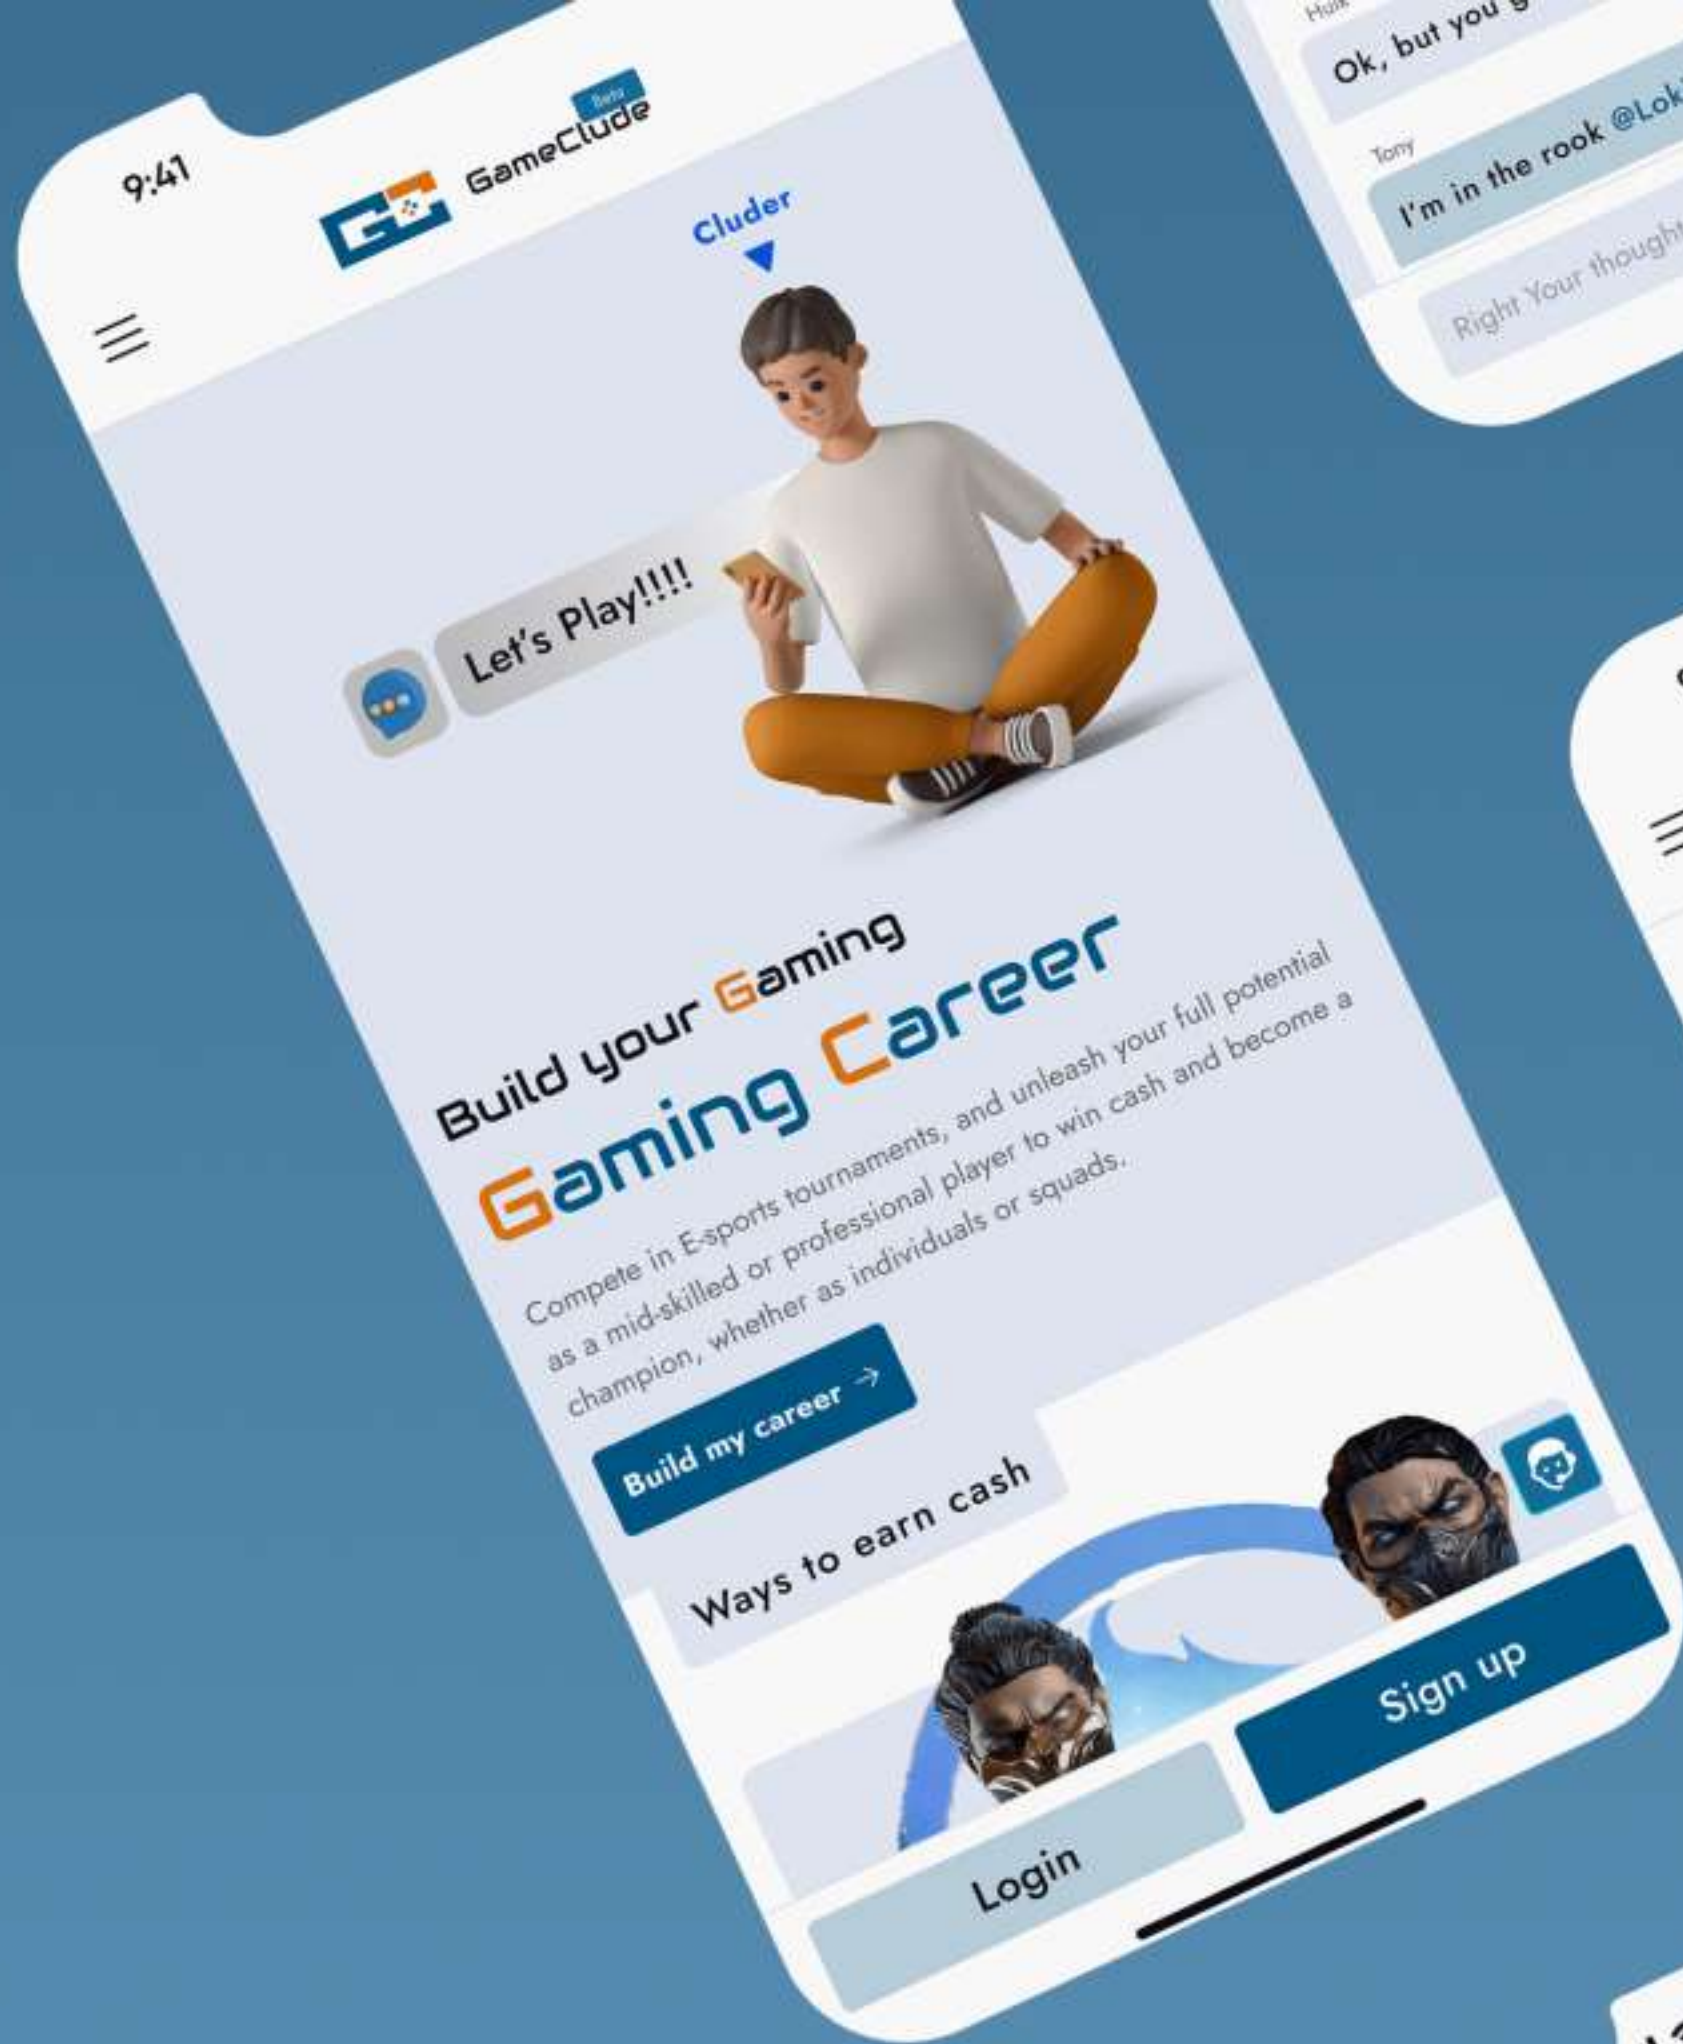 9:41
Beta
GameClude
Cluder
Let's Play!!!!
Build your Gaming
Gaming Career
Compete in E-sports tournaments, and unleash your full potential
as a mid-skilled or professional player to win cash and become a
champion, whether as individuals or squads.
Build my career →
Ways to earn cash
Login
Sign up
Hulk
Ok, but you
Tony
I'm in the rook @Lok
Right Your thought